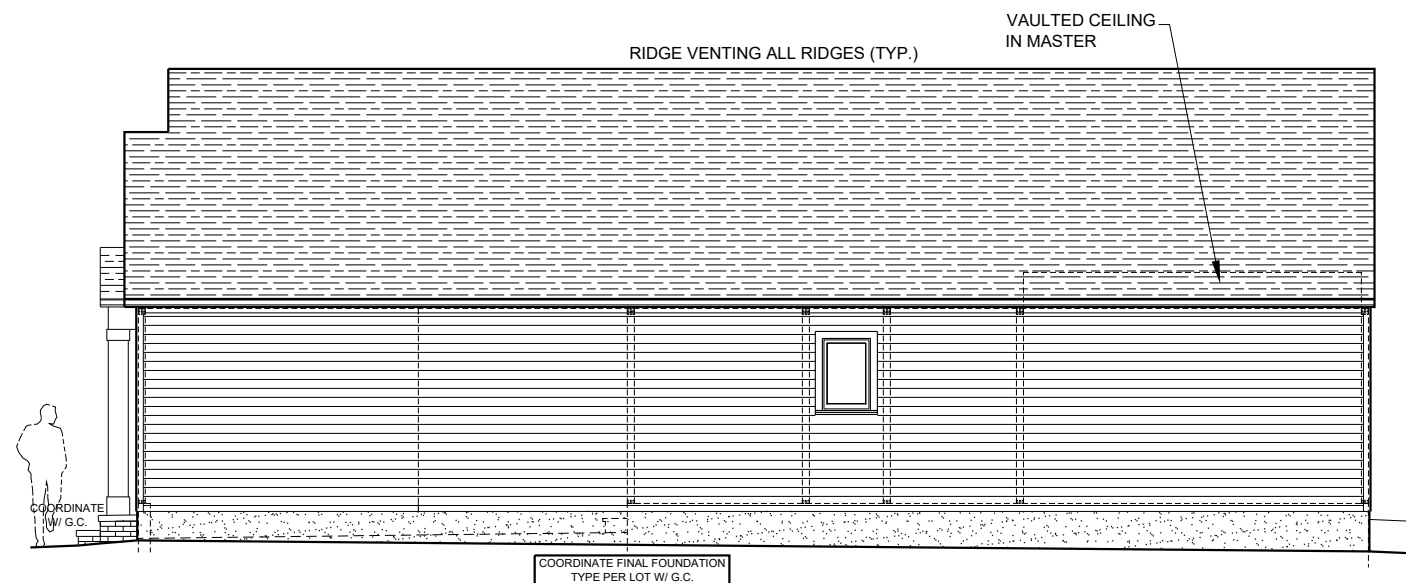 VAULTED CEILING
IN MASTER
RIDGE VENTING ALL RIDGES (TYP.)
COORDINATE
W/ G.C.
COORDINATE FINAL FOUNDATION
TYPE PER LOT W/ G.C.